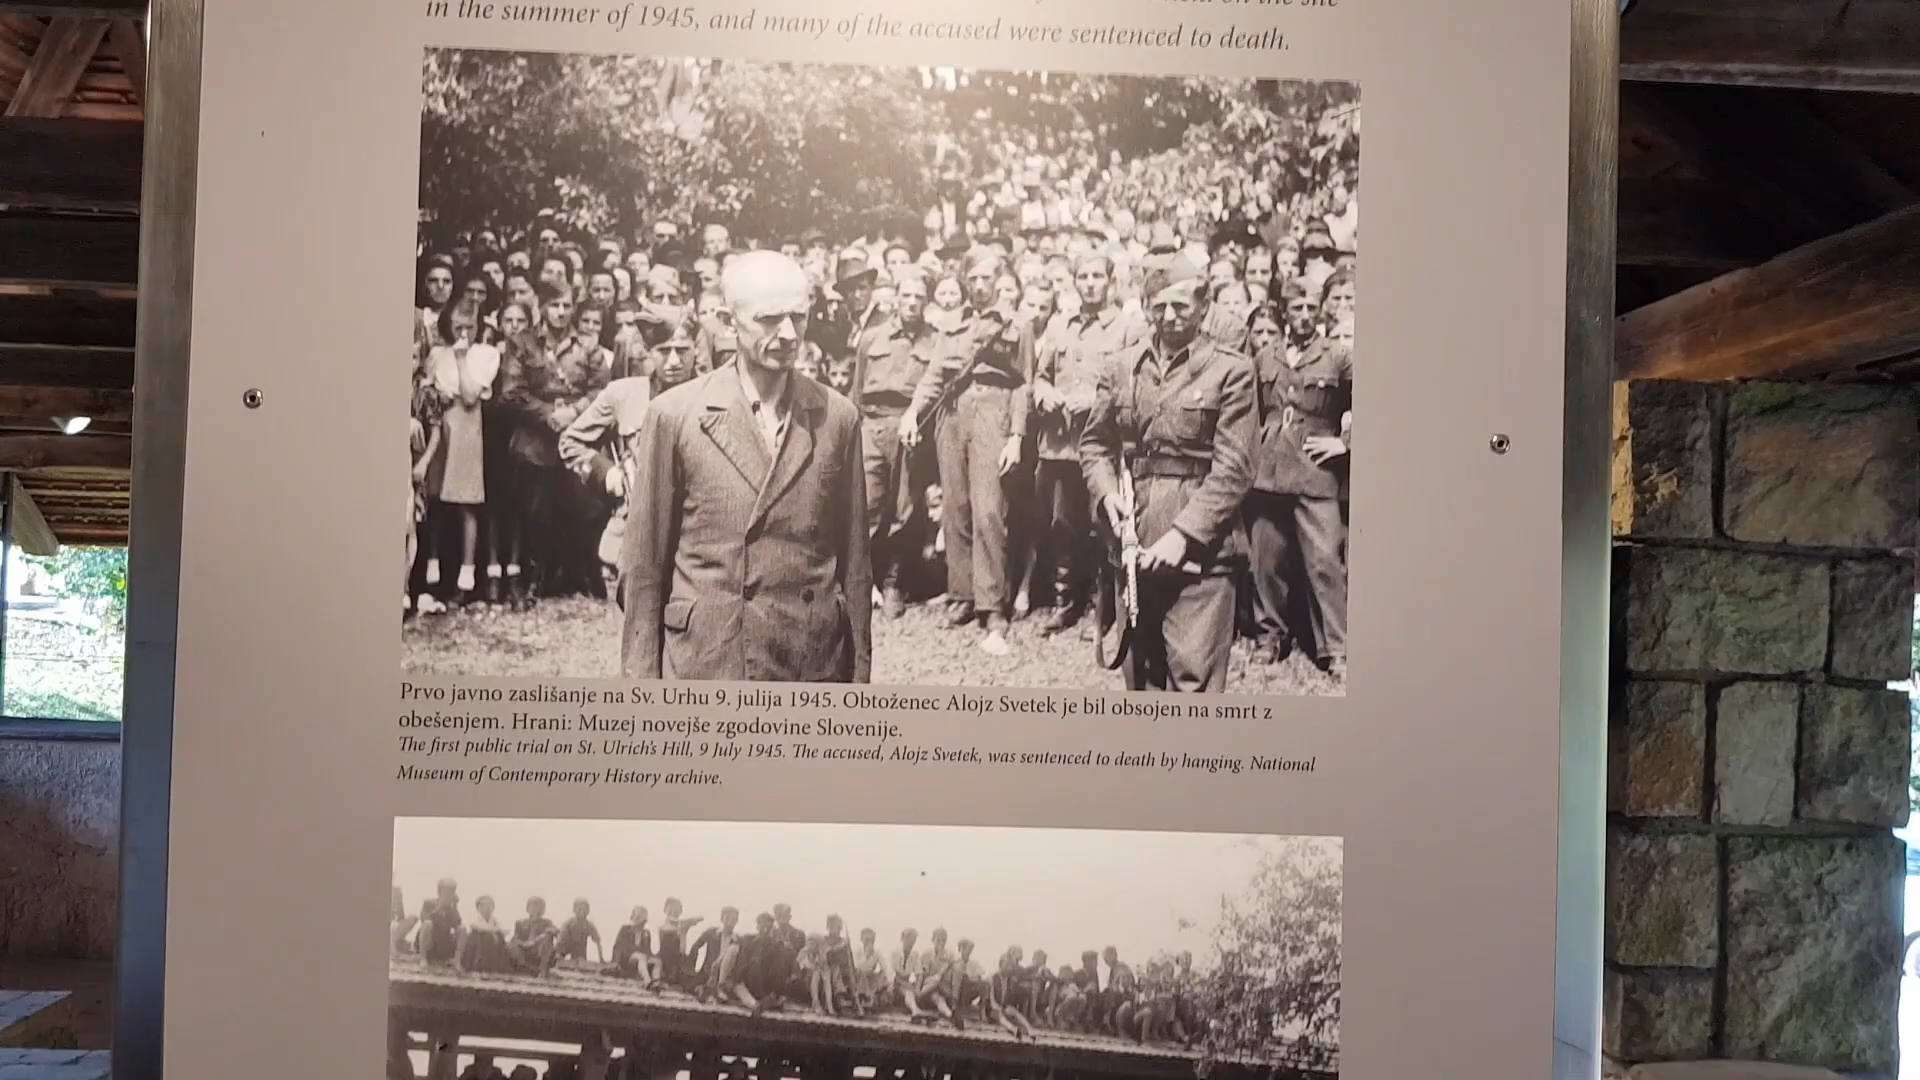 on the site
in the summer of 1945, and many of the accused were sentenced to death.
Prvo javno zaslišanje na Sv. Urhu 9. julija 1945. Obtoženec Alojz Svetek je bil obsojen na smrt z
obešenjem. Hrani: Muzej novejše zgodovine Slovenije.
The first public trial on St. Ulrich's Hill, 9 July 1945. The accused, Alojz Svetek, was sentenced to death by hanging. National
Museum of Contemporary History archive.